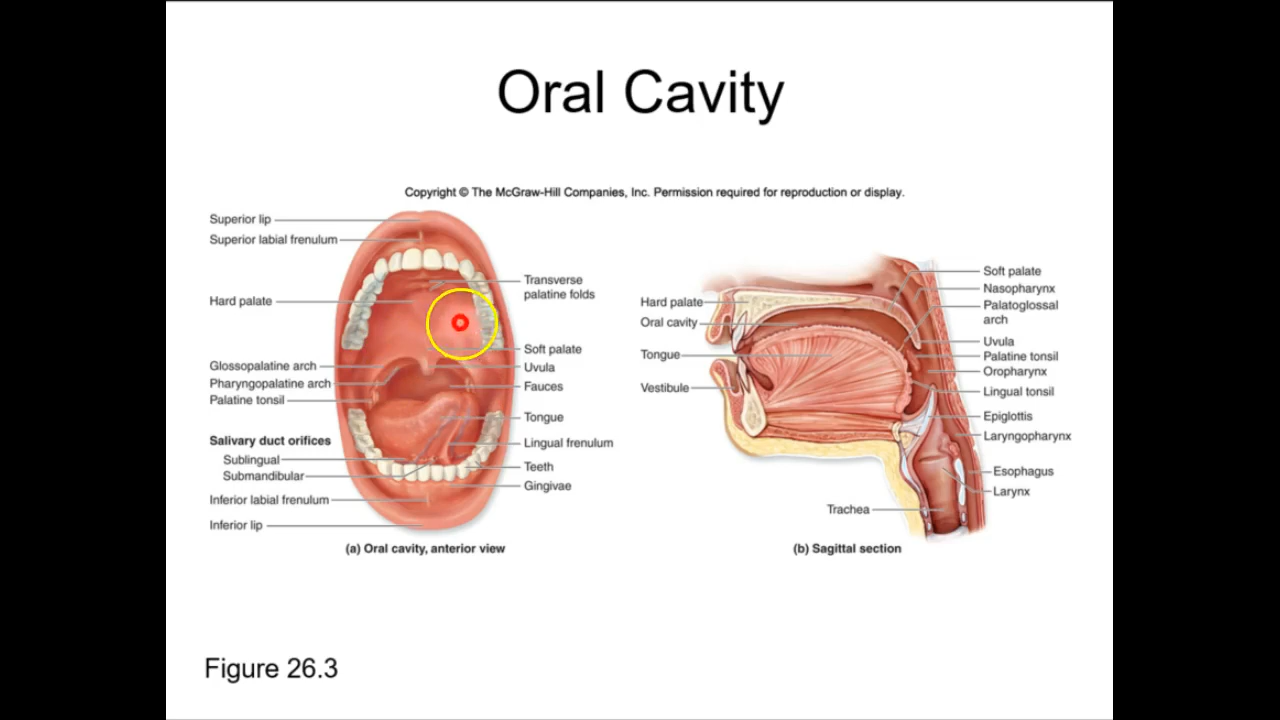 Oral Cavity
Copyright © The McGraw-Hill Companies, Inc. Permission required for reproduction or display.
Superior lip
Superior labial frenulum
Hard palate
Glossopalatine arch
Pharyngopalatine arch
Palatine tonsil
Salivary duct orifices
Sublingual
Submandibular
Inferior labial frenulum
Inferior lip
Transverse
palatine folds
Soft palate
Uvula
Fauces
Tongue
Lingual frenulum
Teeth
Gingivae
(a) Oral cavity, anterior view
Hard palate
Oral cavity
Tongue
Vestibule
Trachea
Soft palate
Nasopharynx
Palatoglossal
arch
Uvula
Palatine tonsil
Oropharynx
Lingual tonsil
Epiglottis
Laryngopharynx
Esophagus
Larynx
(b) Sagittal section
Figure 26.3